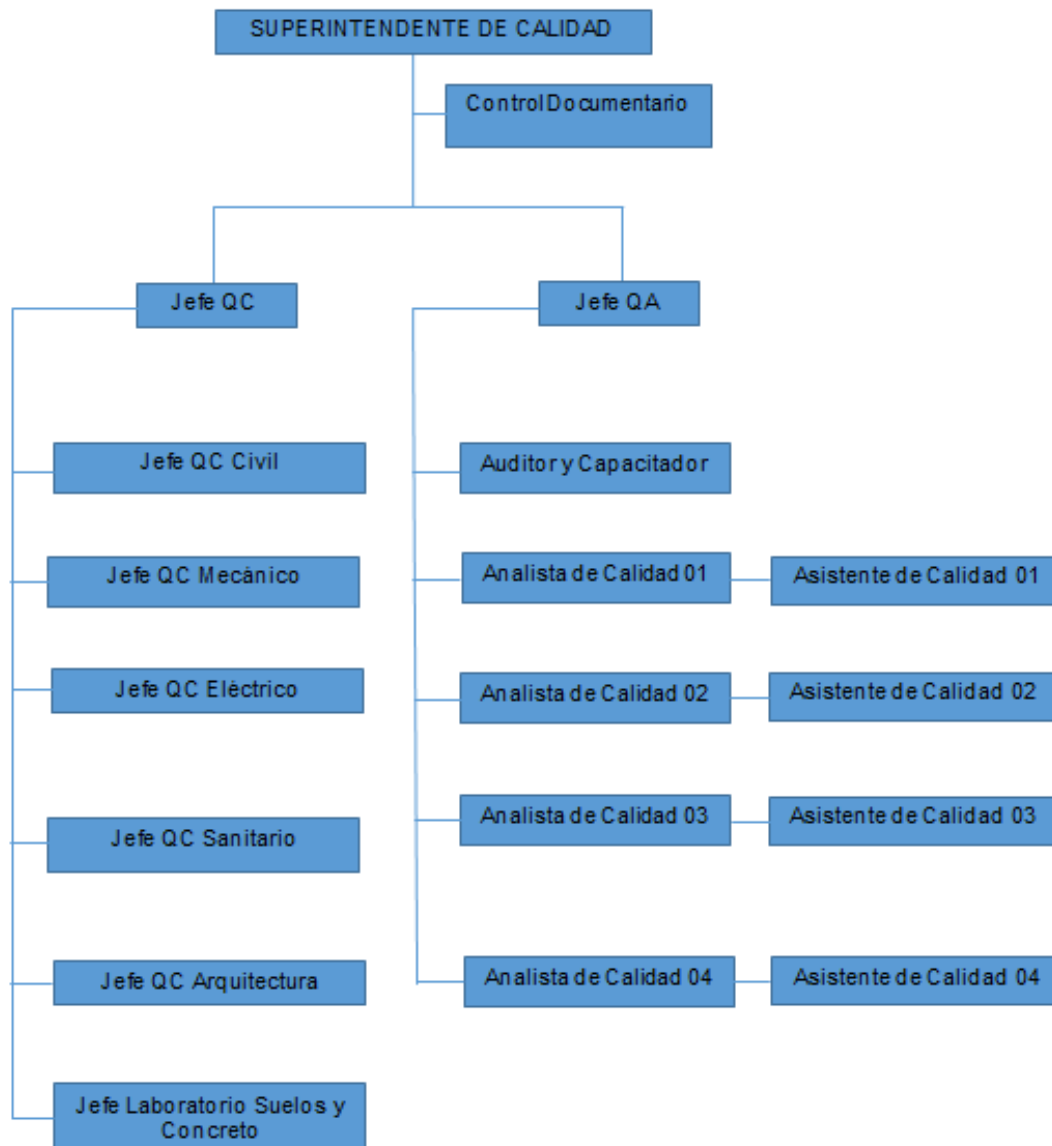 SUPERINTENDENTE DE CALIDAD
Control Documentario
Jefe QC
Jefe QA
Jefe QC Civil
Auditor y Capacitador
Jefe QC Mecánico
Analista de Calidad 01
Asistente de Calidad 01
Jefe QC Eléctrico
Analista de Calidad 02
Asistente de Calidad 02
Jefe QC Sanitario
Analista de Calidad 03
Asistente de Calidad 03
Jefe QC Arquitectura
Analista de Calidad 04
Asistente de Calidad 04
Jefe Laboratorio Suelos y
Concreto